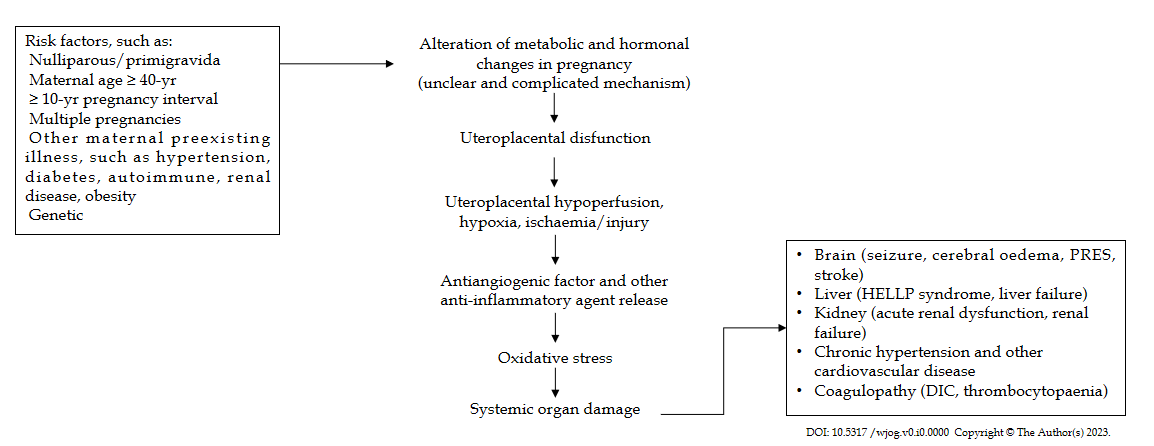 Risk factors, such as:
Nulliparous/primigravida
Maternal age ≥ 40-yr
≥ 10-yr pregnancy interval
Multiple pregnancies
Other maternal preexisting
illness, such as hypertension,
diabetes, autoimmune, renal
disease, obesity
Genetic
Alteration of metabolic and hormonal
changes in pregnancy
(unclear and complicated mechanism)
Uteroplacental disfunction
Uteroplacental hypoperfusion,
hypoxia, ischaemia/injury
Antiangiogenic factor and other
anti-inflammatory agent release
Oxidative stress
Systemic organ damage
• Brain (seizure, cerebral oedema, PRES,
stroke)
• Liver (HELLP syndrome, liver failure)
• Kidney (acute renal dysfunction, renal
failure)
• Chronic hypertension and other
cardiovascular disease
• Coagulopathy (DIC, thrombocytopaenia)
DOI: 10.5317/wjog.v0.i0.0000 Copyright © The Author(s) 2023.